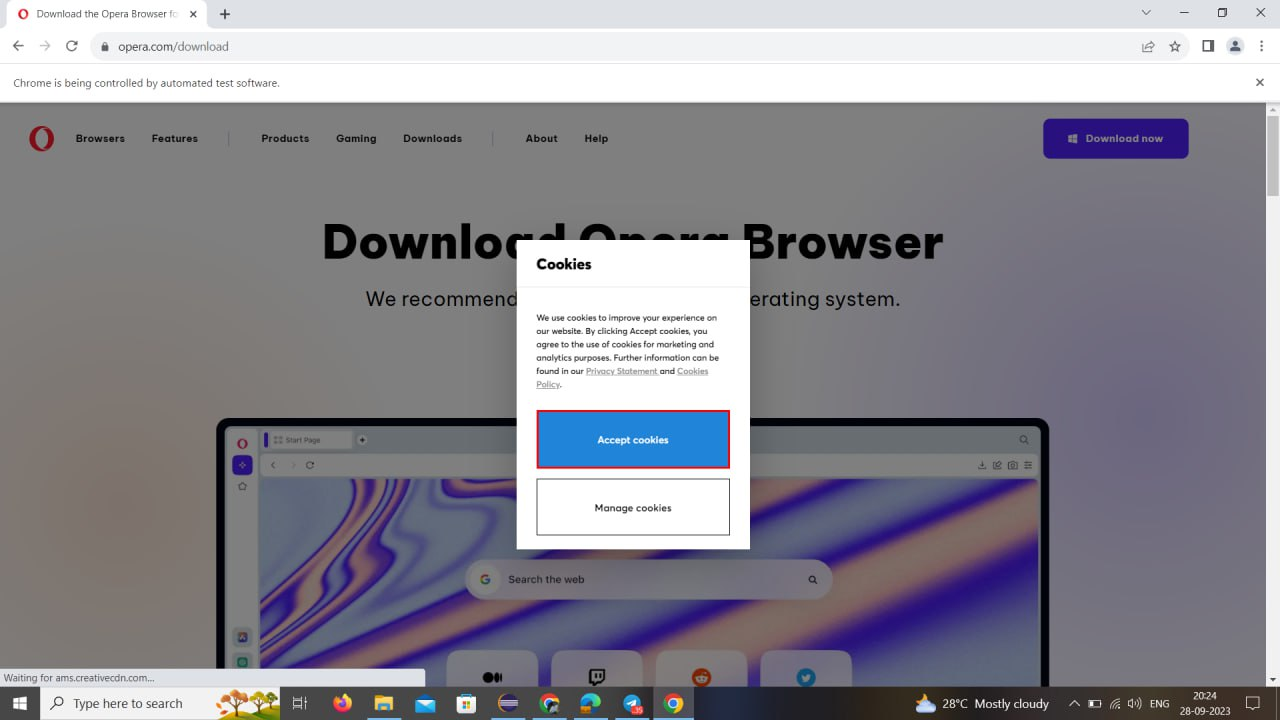 Download the Opera Browser fo
opera.com/download
Chrome is being controlled by automated test software.
Browsers Features Products Gaming Downloads About Help
Download now
Download Opera Browser
We recommend
erating system.
Cookies
We use cookies to improve your experience on
our website. By clicking Accept cookies, you
agree to the use of cookies for marketing and
analytics purposes. Further information can be
found in our Privacy Statement and Cookies
Policy.
Accept cookies
Manage cookies
Start Page
Search the web
Waiting for ams.creativecdn.com...
Type here to search
35
28°C Mostly cloudy
ENG
20:24
28-09-2023